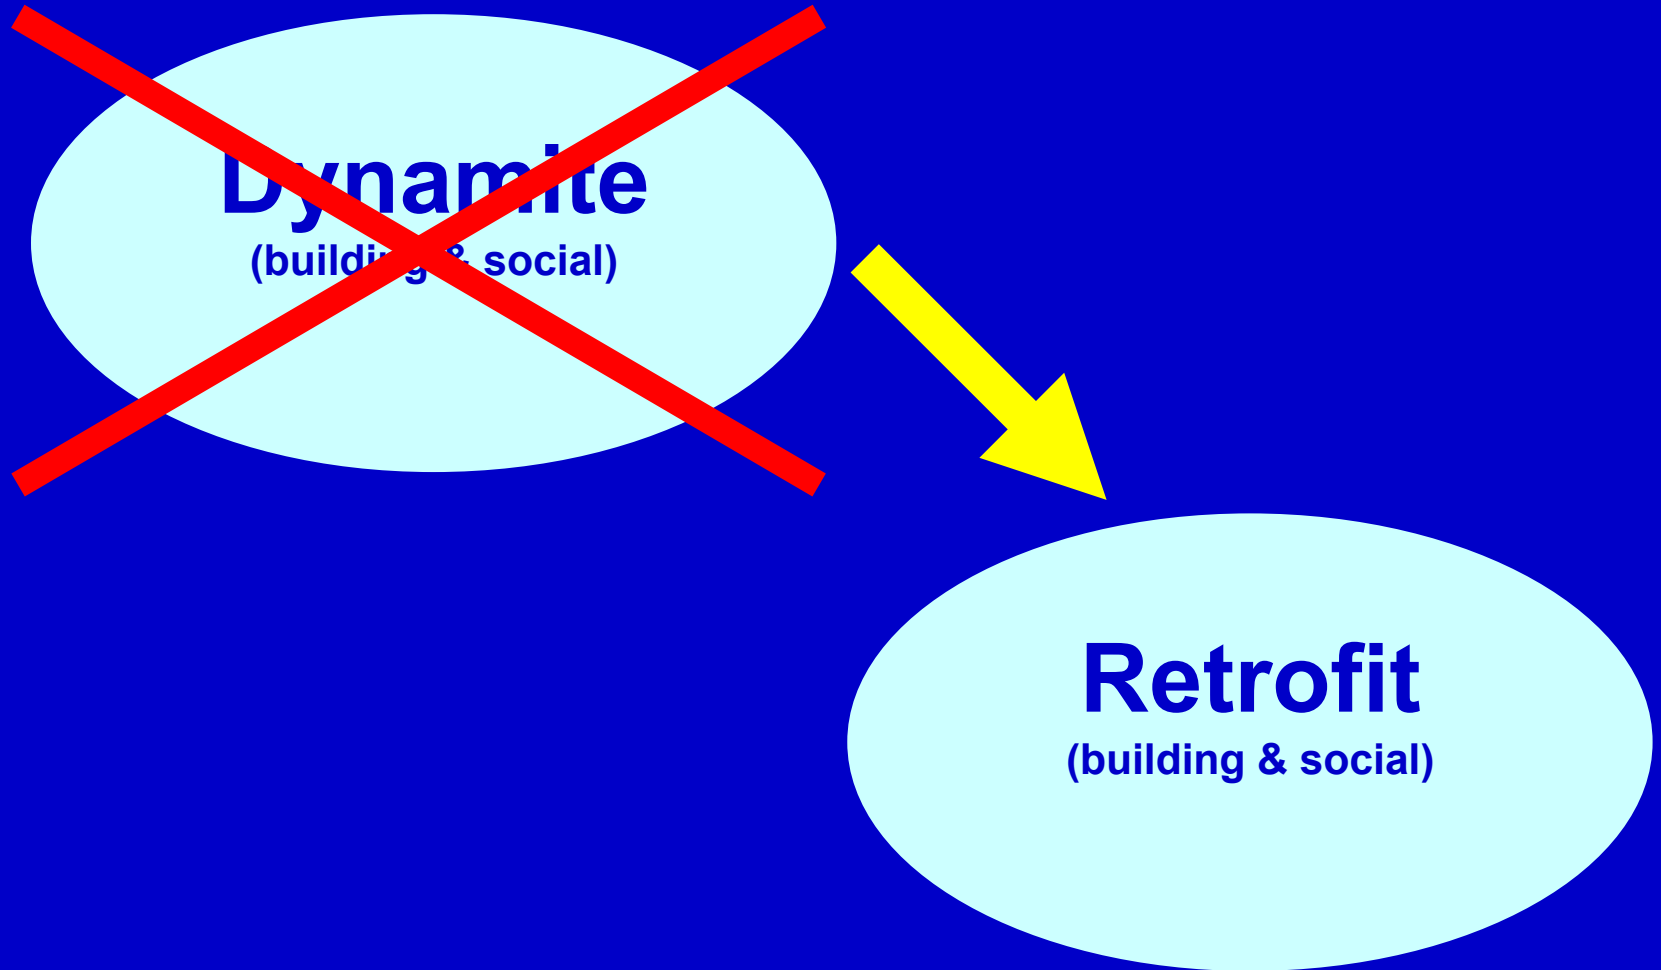 Dynamite
(building & social)
Retrofit
(building & social)